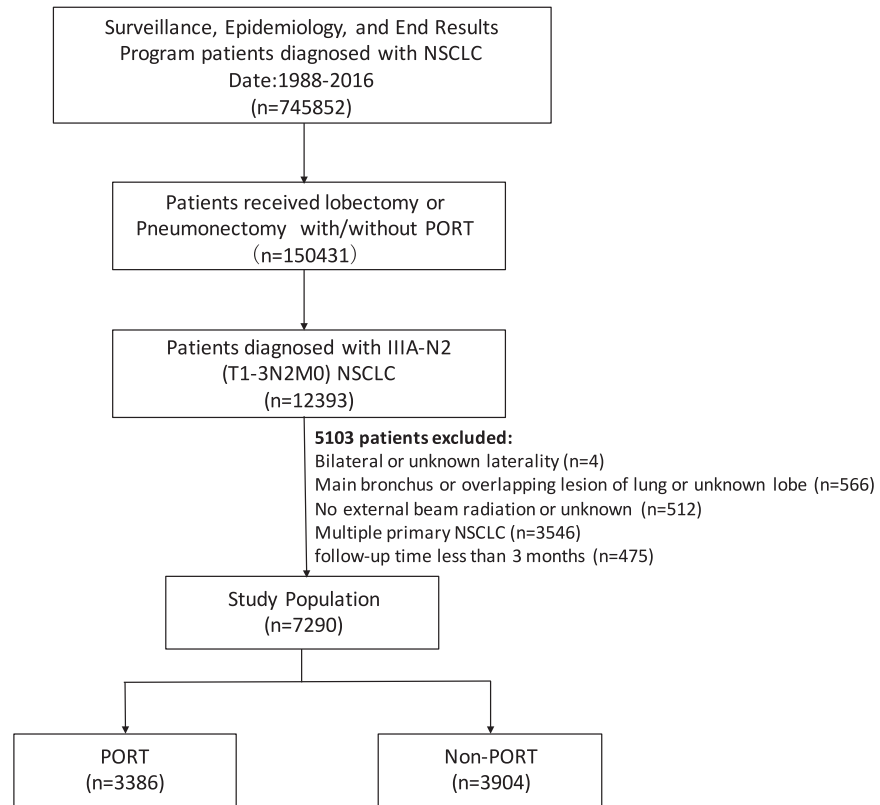 Surveillance, Epidemiology, and End Results
Program patients diagnosed with NSCLC
Date:1988-2016
(n=745852)
Patients received lobectomy or
Pneumonectomy with/without PORT
（n=150431）
Patients diagnosed with IIIA-N2
(T1-3N2M0) NSCLC
(n=12393)
5103 patients excluded:
Bilateral or unknown laterality (n=4)
Main bronchus or overlapping lesion of lung or unknown lobe (n=566)
No external beam radiation or unknown (n=512)
Multiple primary NSCLC (n=3546)
follow-up time less than 3 months (n=475)
Study Population
(n=7290)
PORT
(n=3386)
Non-PORT
(n=3904)